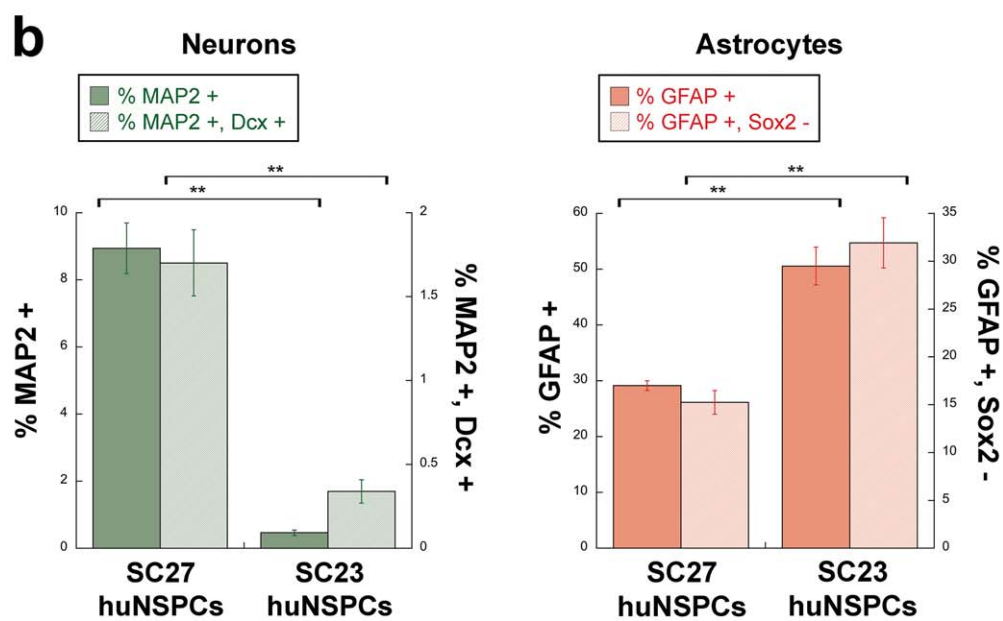 b
Neurons
% MAP2 +
% MAP2 +, Dcx +
**
**
10
8
6
4
2
0
% MAP2 +
2
1.5
1
0.5
0
% MAP2 +, Dcx +
SC27
huNSPCs
SC23
huNSPCs
Astrocytes
% GFAP +
% GFAP +, Sox2 -
**
**
60
50
40
30
20
10
0
% GFAP +
35
30
25
20
15
10
5
0
% GFAP +, Sox2 -
SC27
huNSPCs
SC23
huNSPCs